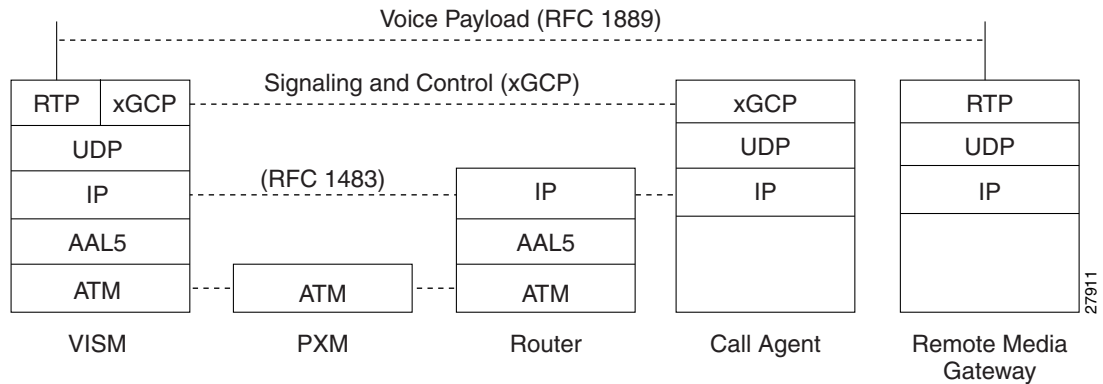 Voice Payload (RFC 1889)
Signaling and Control (xGCP)
RTP xGCP xGCP RTP
UDP UDP UDP
(RFC 1483)
IP IP IP IP
AAL5 AAL5
ATM ATM ATM
27911
VISM PXM Router Call Agent Remote Media
Gateway